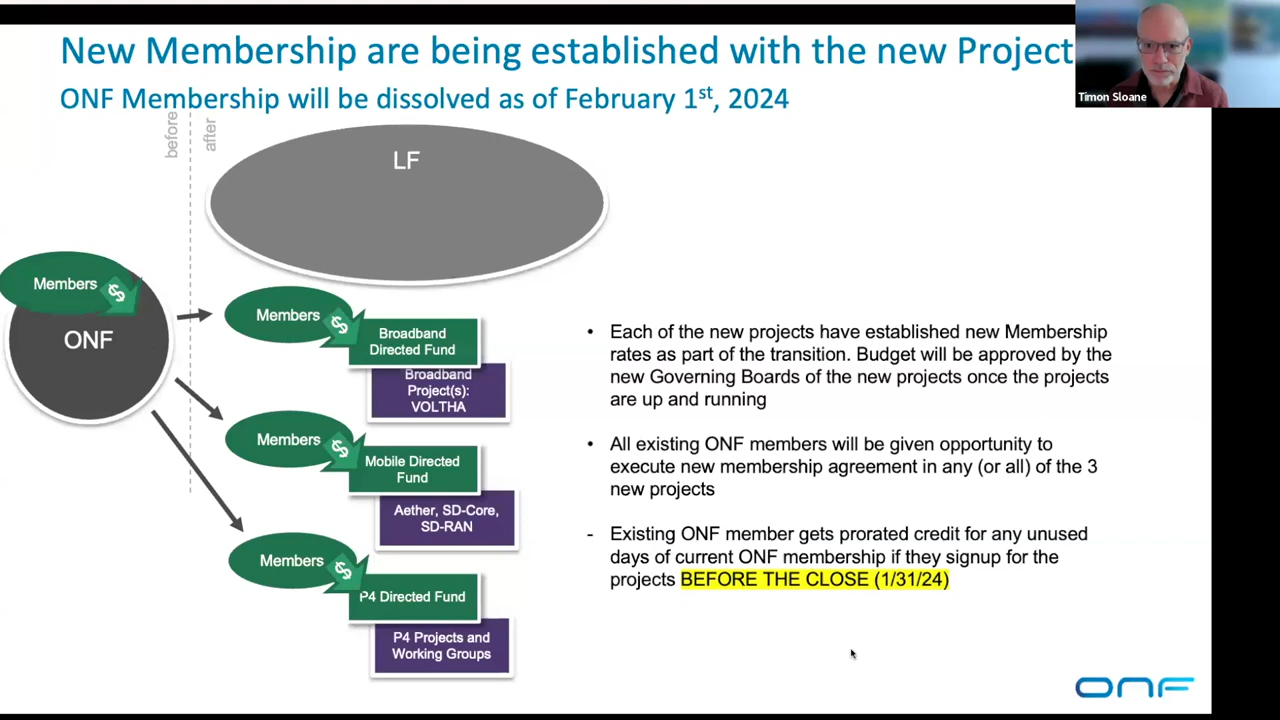 New Membership are being established with the new Project
ONF Membership will be dissolved as of February 1st, 2024
Timon Sloane
before
after
LF
Members
$
ONF
Members
$
Broadband
Directed Fund
Broadband
Project(s):
VOLTHA
Members
$
Mobile Directed
Fund
Aether, SD-Core,
SD-RAN
Members
$
P4 Directed Fund
P4 Projects and
Working Groups
• Each of the new projects have established new Membership
rates as part of the transition. Budget will be approved by the
new Governing Boards of the new projects once the projects
are up and running
• All existing ONF members will be given opportunity to
execute new membership agreement in any (or all) of the 3
new projects
- Existing ONF member gets prorated credit for any unused
days of current ONF membership if they signup for the
projects BEFORE THE CLOSE (1/31/24)
ONF